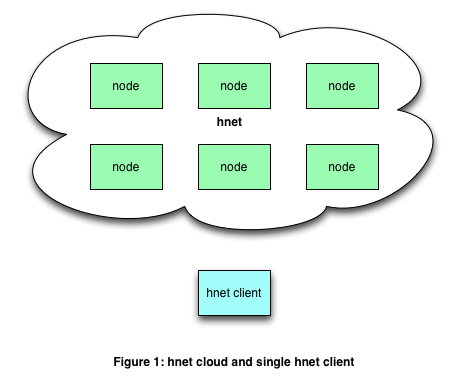 node
node
node
hnet
node
node
node
hnet client
Figure 1: hnet cloud and single hnet client